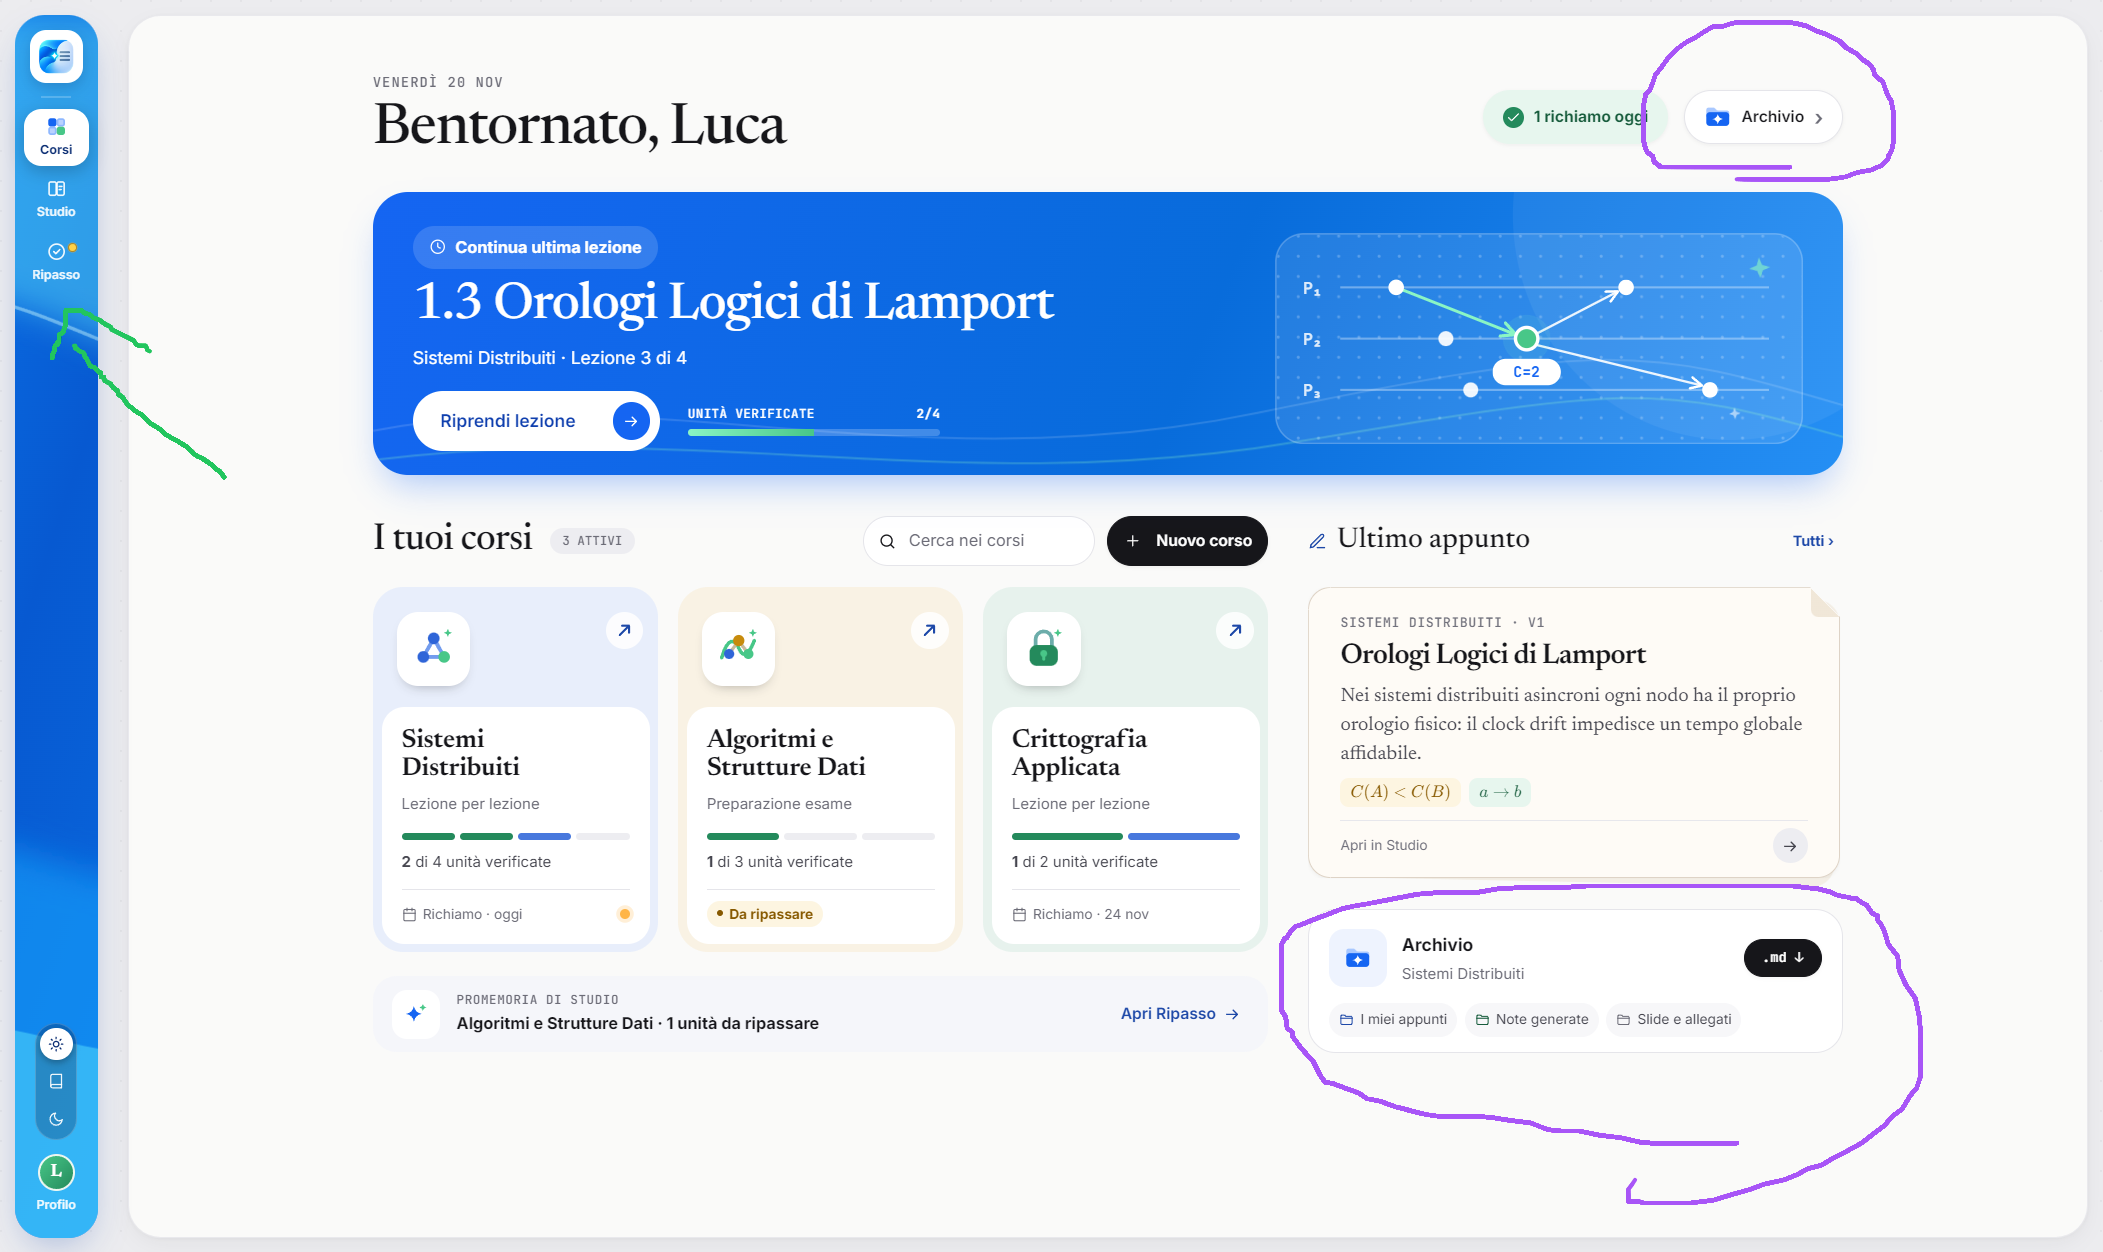 Corsi
Studio
Ripasso
Profilo
L
VENERDÌ 20 NOV
Bentornato, Luca
1 richiamo oggi
Archivio
Continua ultima lezione
1.3 Orologi Logici di Lamport
Sistemi Distribuiti · Lezione 3 di 4
Riprendi lezione
UNITÀ VERIFICATE 2/4
P₁
P₂
C=2
P₃
I tuoi corsi
3 ATTIVI
Cerca nei corsi
+ Nuovo corso
Sistemi
Distribuiti
Lezione per lezione
2 di 4 unità verificate
Richiamo · oggi
Algoritmi e
Strutture Dati
Preparazione esame
1 di 3 unità verificate
Da ripassare
Crittografia
Applicata
Lezione per lezione
1 di 2 unità verificate
Richiamo · 24 nov
PROMEMORIA DI STUDIO
Algoritmi e Strutture Dati · 1 unità da ripassare
Apri Ripasso →
Ultimo appunto
Tutti ›
SISTEMI DISTRIBUITI · V1
Orologi Logici di Lamport
Nei sistemi distribuiti asincroni ogni nodo ha il proprio
orologio fisico: il clock drift impedisce un tempo globale
affidabile.
C(A) < C(B) a → b
Apri in Studio
Archivio
Sistemi Distribuiti
.md ↓
I miei appunti
Note generate
Slide e allegati